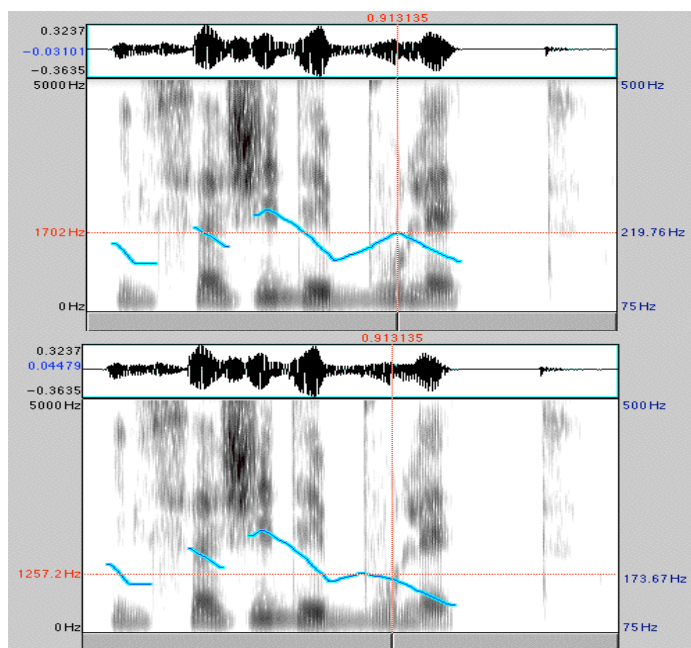 0.913135
0.3237
-0.03101
-0.3635
5000 Hz
500 Hz
1702 Hz
219.76 Hz
0 Hz
75 Hz
0.913135
0.3237
0.04479
-0.3635
5000 Hz
500 Hz
1257.2 Hz
173.67 Hz
0 Hz
75 Hz